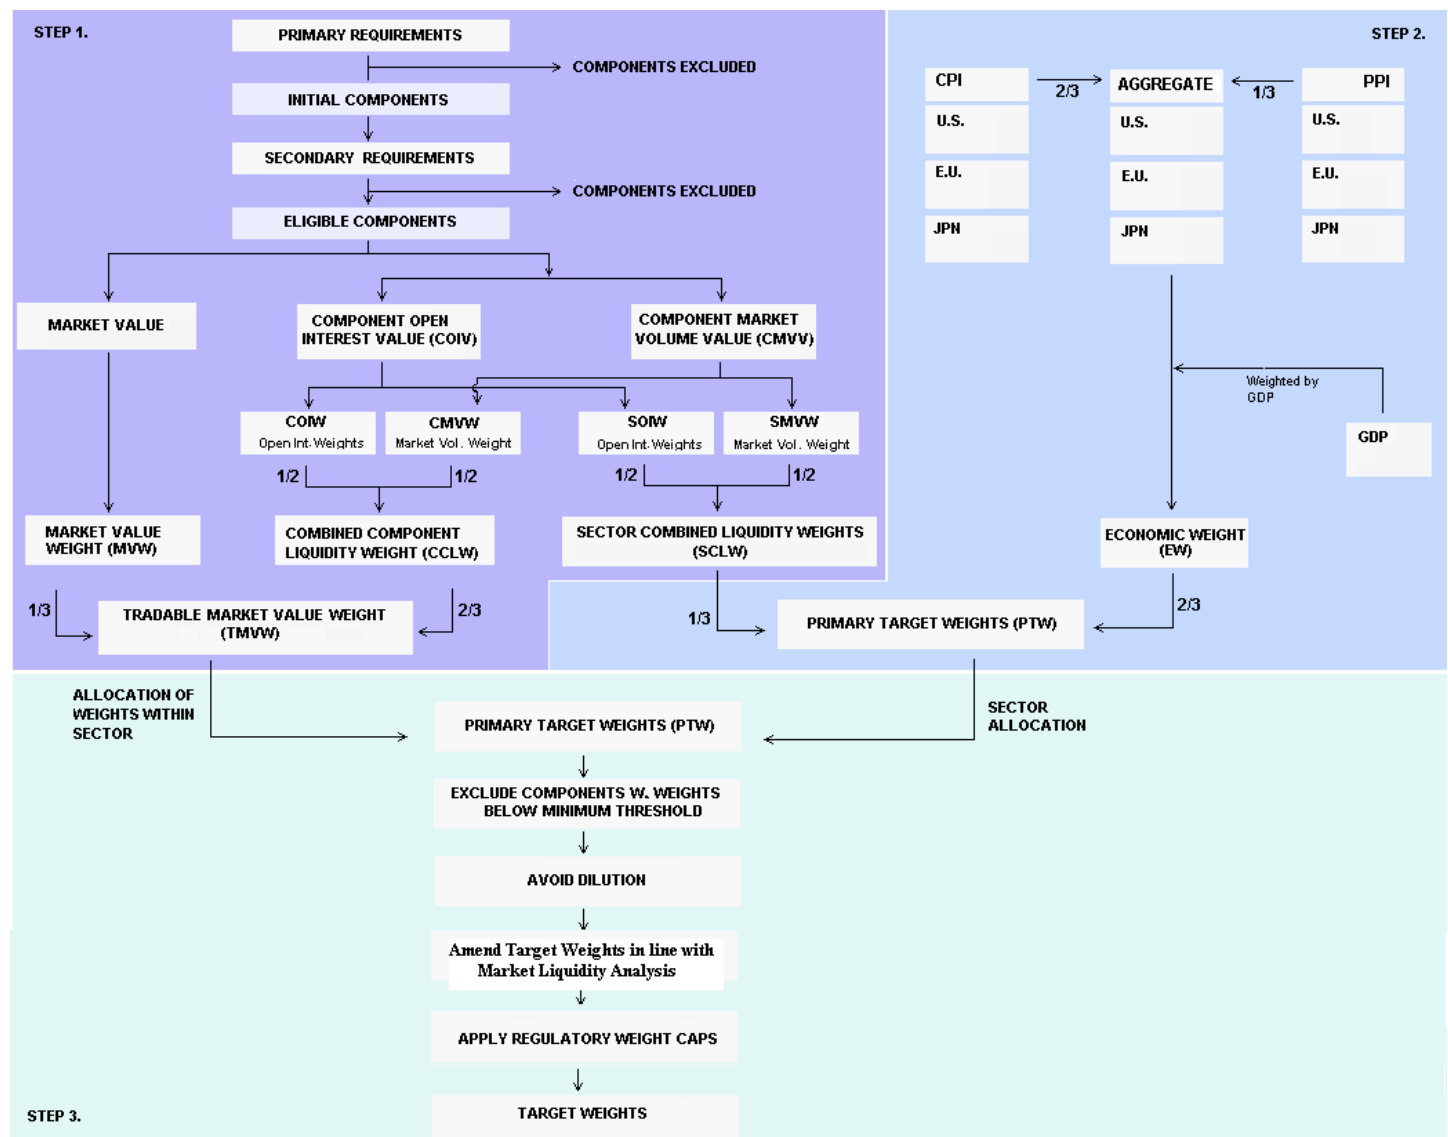 STEP 1.
PRIMARY REQUIREMENTS
COMPONENTS EXCLUDED
INITIAL COMPONENTS
SECONDARY REQUIREMENTS
COMPONENTS EXCLUDED
ELIGIBLE COMPONENTS
MARKET VALUE
COMPONENT OPEN
INTEREST VALUE (COIV)
COMPONENT MARKET
VOLUME VALUE (CMVV)
COIW
Open Int. Weights
CMVW
Market Vol. Weight
SOIW
Open Int. Weights
SMVW
Market Vol. Weight
1/2
1/2
1/2
1/2
MARKET VALUE
WEIGHT (MVW)
COMBINED COMPONENT
LIQUIDITY WEIGHT (CCLW)
SECTOR COMBINED LIQUIDITY WEIGHTS
(SCLW)
1/3
TRADABLE MARKET VALUE WEIGHT
(TMVW)
2/3
STEP 2.
CPI
2/3
AGGREGATE
1/3
PPI
U.S.
U.S.
U.S.
E.U.
E.U.
E.U.
JPN
JPN
JPN
Weighted by
GDP
GDP
ECONOMIC WEIGHT
(EW)
1/3
PRIMARY TARGET WEIGHTS (PTW)
2/3
ALLOCATION OF
WEIGHTS WITHIN
SECTOR
PRIMARY TARGET WEIGHTS (PTW)
SECTOR
ALLOCATION
EXCLUDE COMPONENTS W. WEIGHTS
BELOW MINIMUM THRESHOLD
AVOID DILUTION
Amend Target Weights in line with
Market Liquidity Analysis
APPLY REGULATORY WEIGHT CAPS
TARGET WEIGHTS
STEP 3.